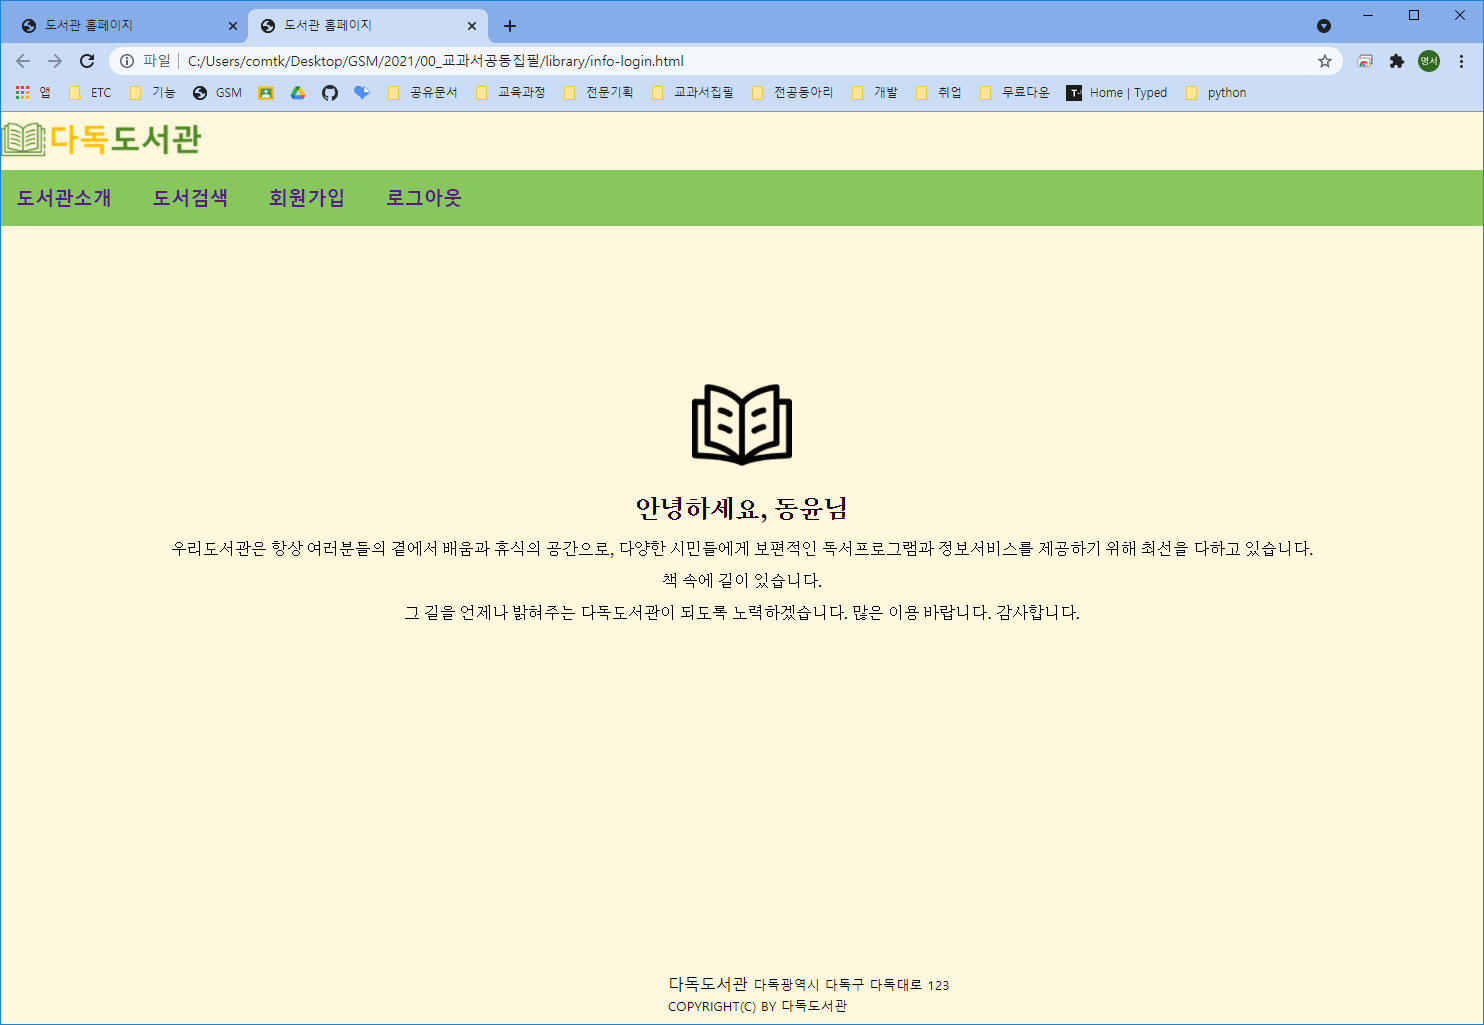 도서관 홈페이지
도서관 홈페이지
파일 C:/Users/comtk/Desktop/GSM/2021/00_교과서공동집필/library/info-login.html
명서
앱 ETC 기능 GSM 공유문서 교육과정 전문기획 교과서집필 전공동아리 개발 취업 무료다운 Home | Typed python
다독도서관
도서관소개 도서검색 회원가입 로그아웃
안녕하세요, 동윤님
우리도서관은 항상 여러분들의 곁에서 배움과 휴식의 공간으로, 다양한 시민들에게 보편적인 독서프로그램과 정보서비스를 제공하기 위해 최선을 다하고 있습니다.
책 속에 길이 있습니다.
그 길을 언제나 밝혀주는 다독도서관이 되도록 노력하겠습니다. 많은 이용 바랍니다. 감사합니다.
다독도서관 다독광역시 다독구 다독대로 123
COPYRIGHT(C) BY 다독도서관